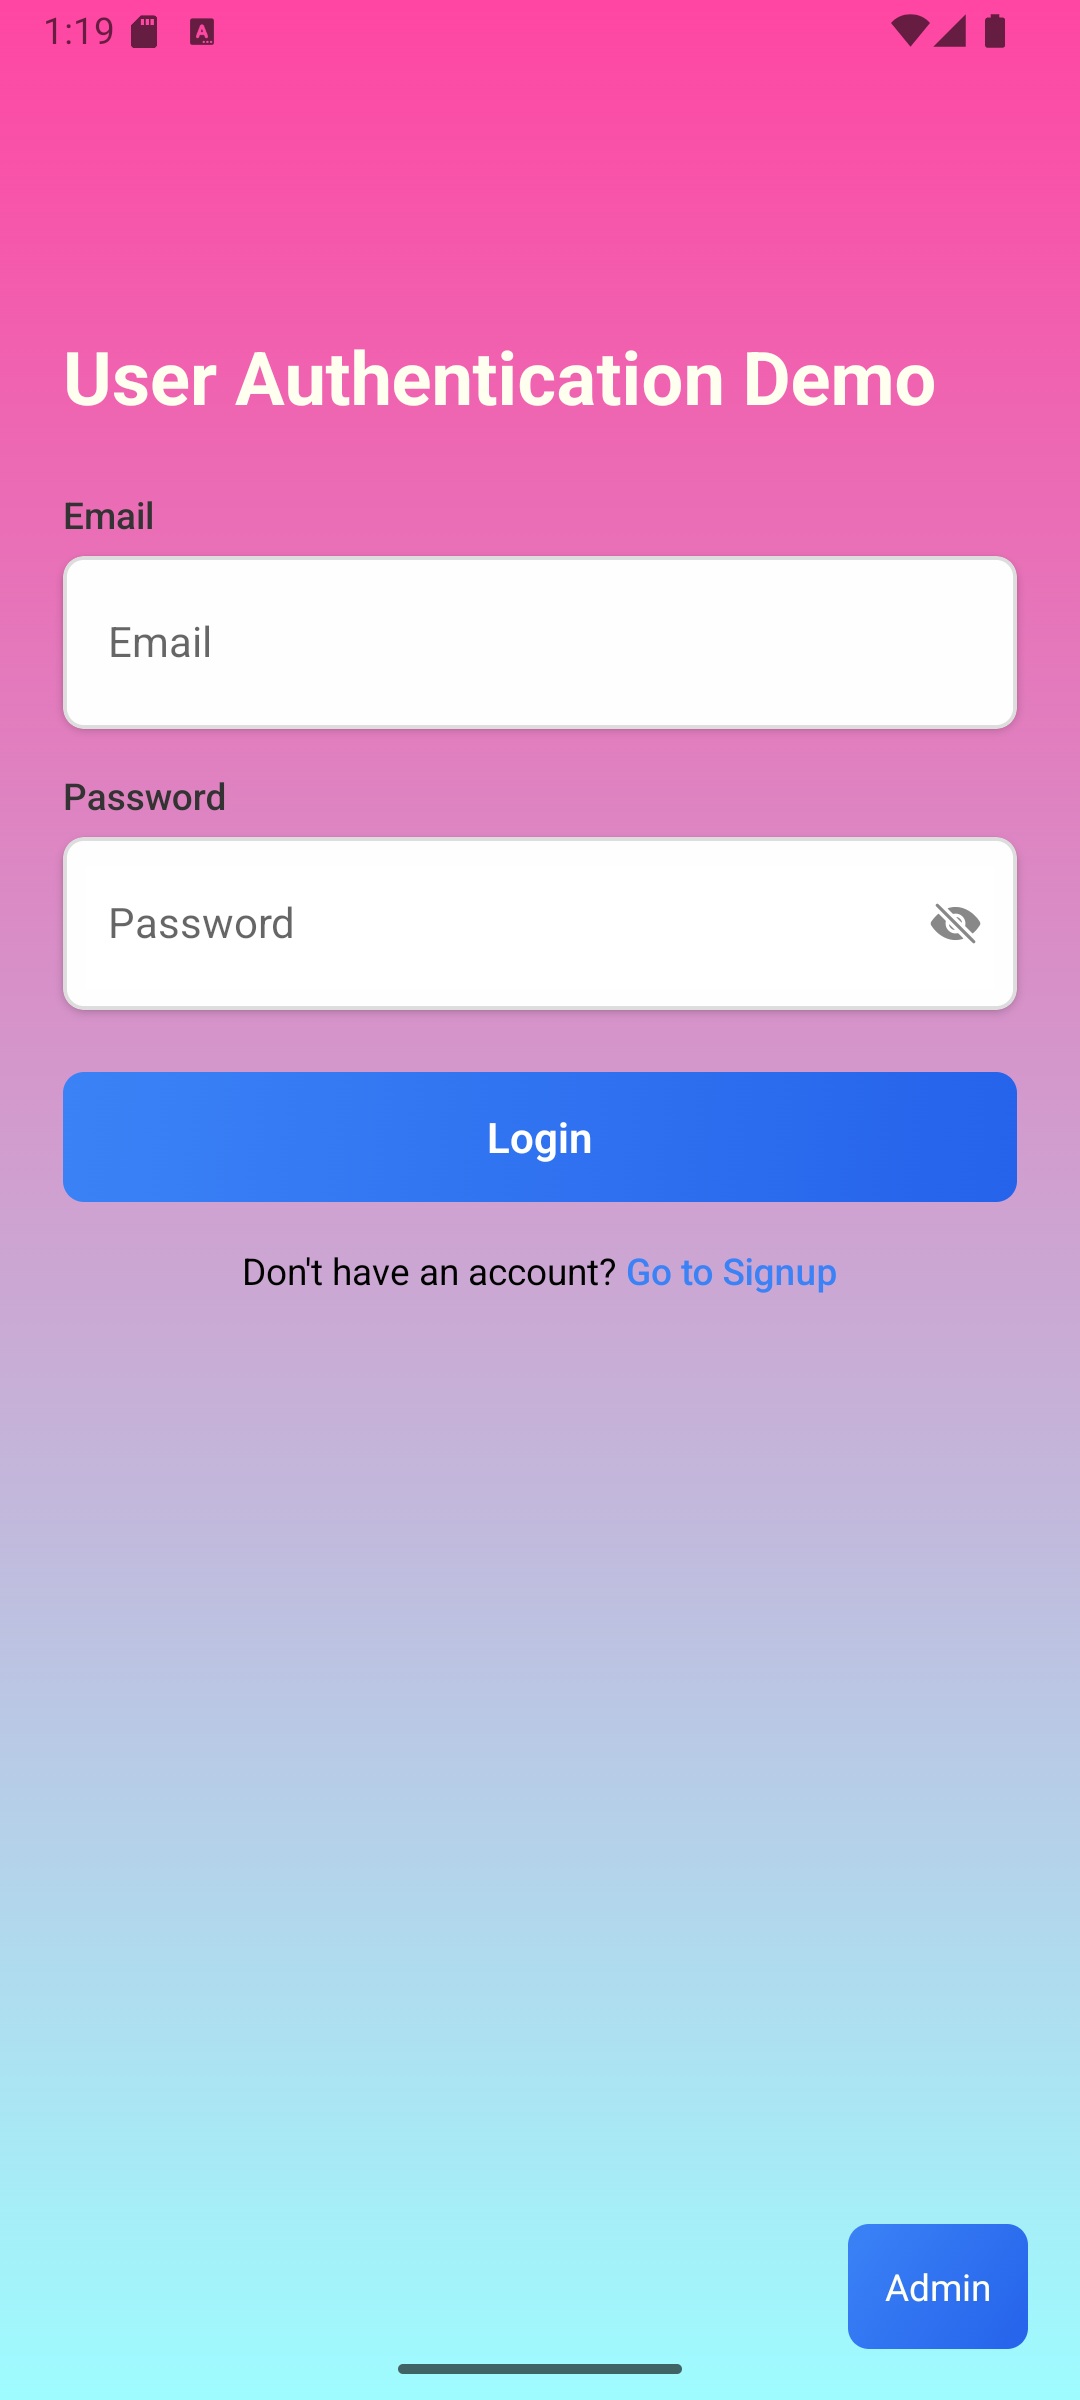 1:19
User Authentication Demo
Email
Email
Password
Password
Login
Don't have an account? Go to Signup
Admin